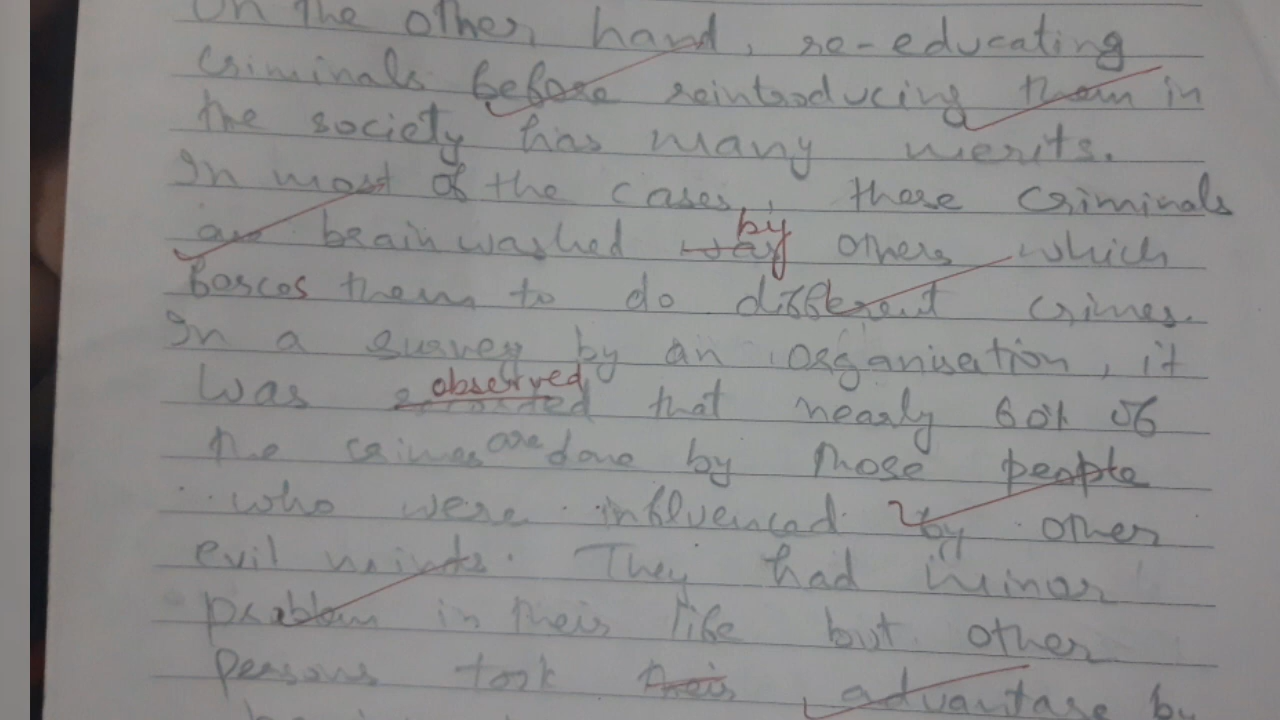 On the other hand, re-educating
criminals before reintroducing them in
the society has many merits.
In most of the cases, these criminals
are brain washed by others which
forces them to do different crimes.
In a survey by an organisation, it
was observed that nearly 60% of
the crimes are done by those people
who were influenced by other
evil minds. They had minor
problem in their life but other
persons took their advantage by